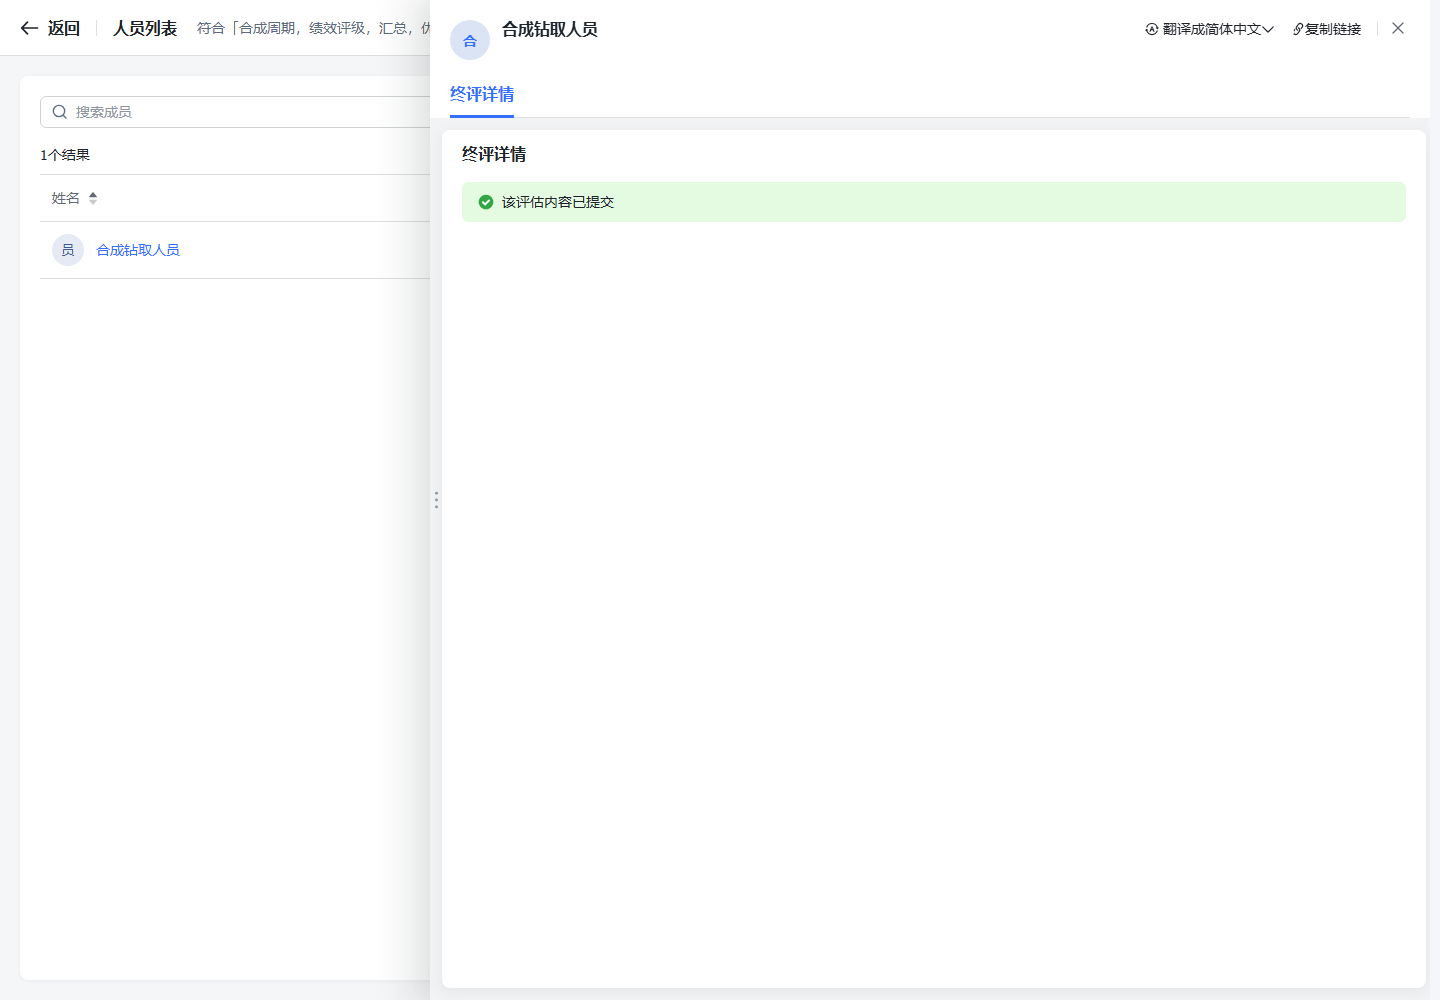 返回
人员列表
符合「合成周期，绩效评级，汇总，
搜索成员
1个结果
姓名
员
合成钻取人员
合
合成钻取人员
翻译成简体中文
复制链接
终评详情
终评详情
该评估内容已提交